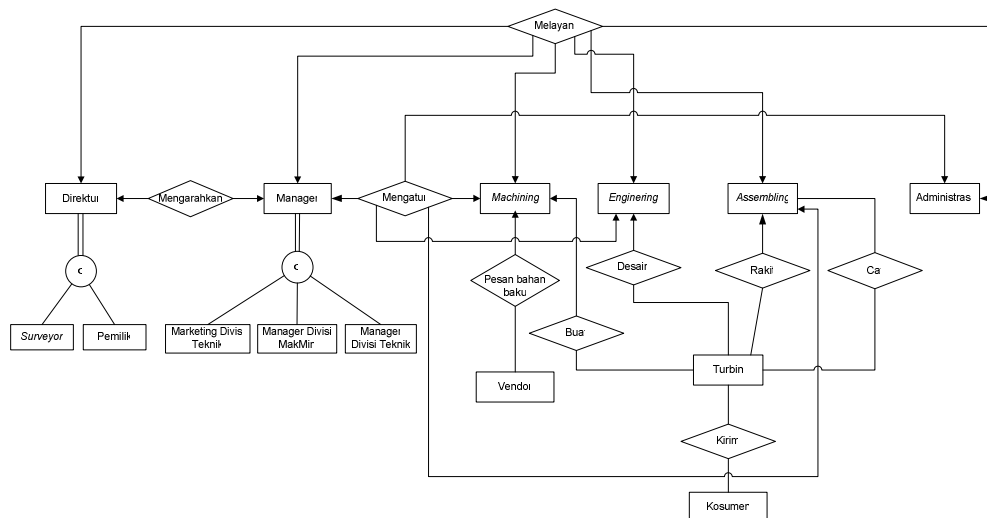 Melayan
Direktur
Mengarahkan
Manager
Mengatur
Machining
Enginering
Assembling
Administras
c
c
Pesan bahan
baku
Desain
Rakit
Cat
Surveyor
Pemilik
Marketing Divis
Teknik
Manager Divisi
MakMin
Manager
Divisi Teknik
Buat
Vendor
Turbin
Kirim
Kosumen